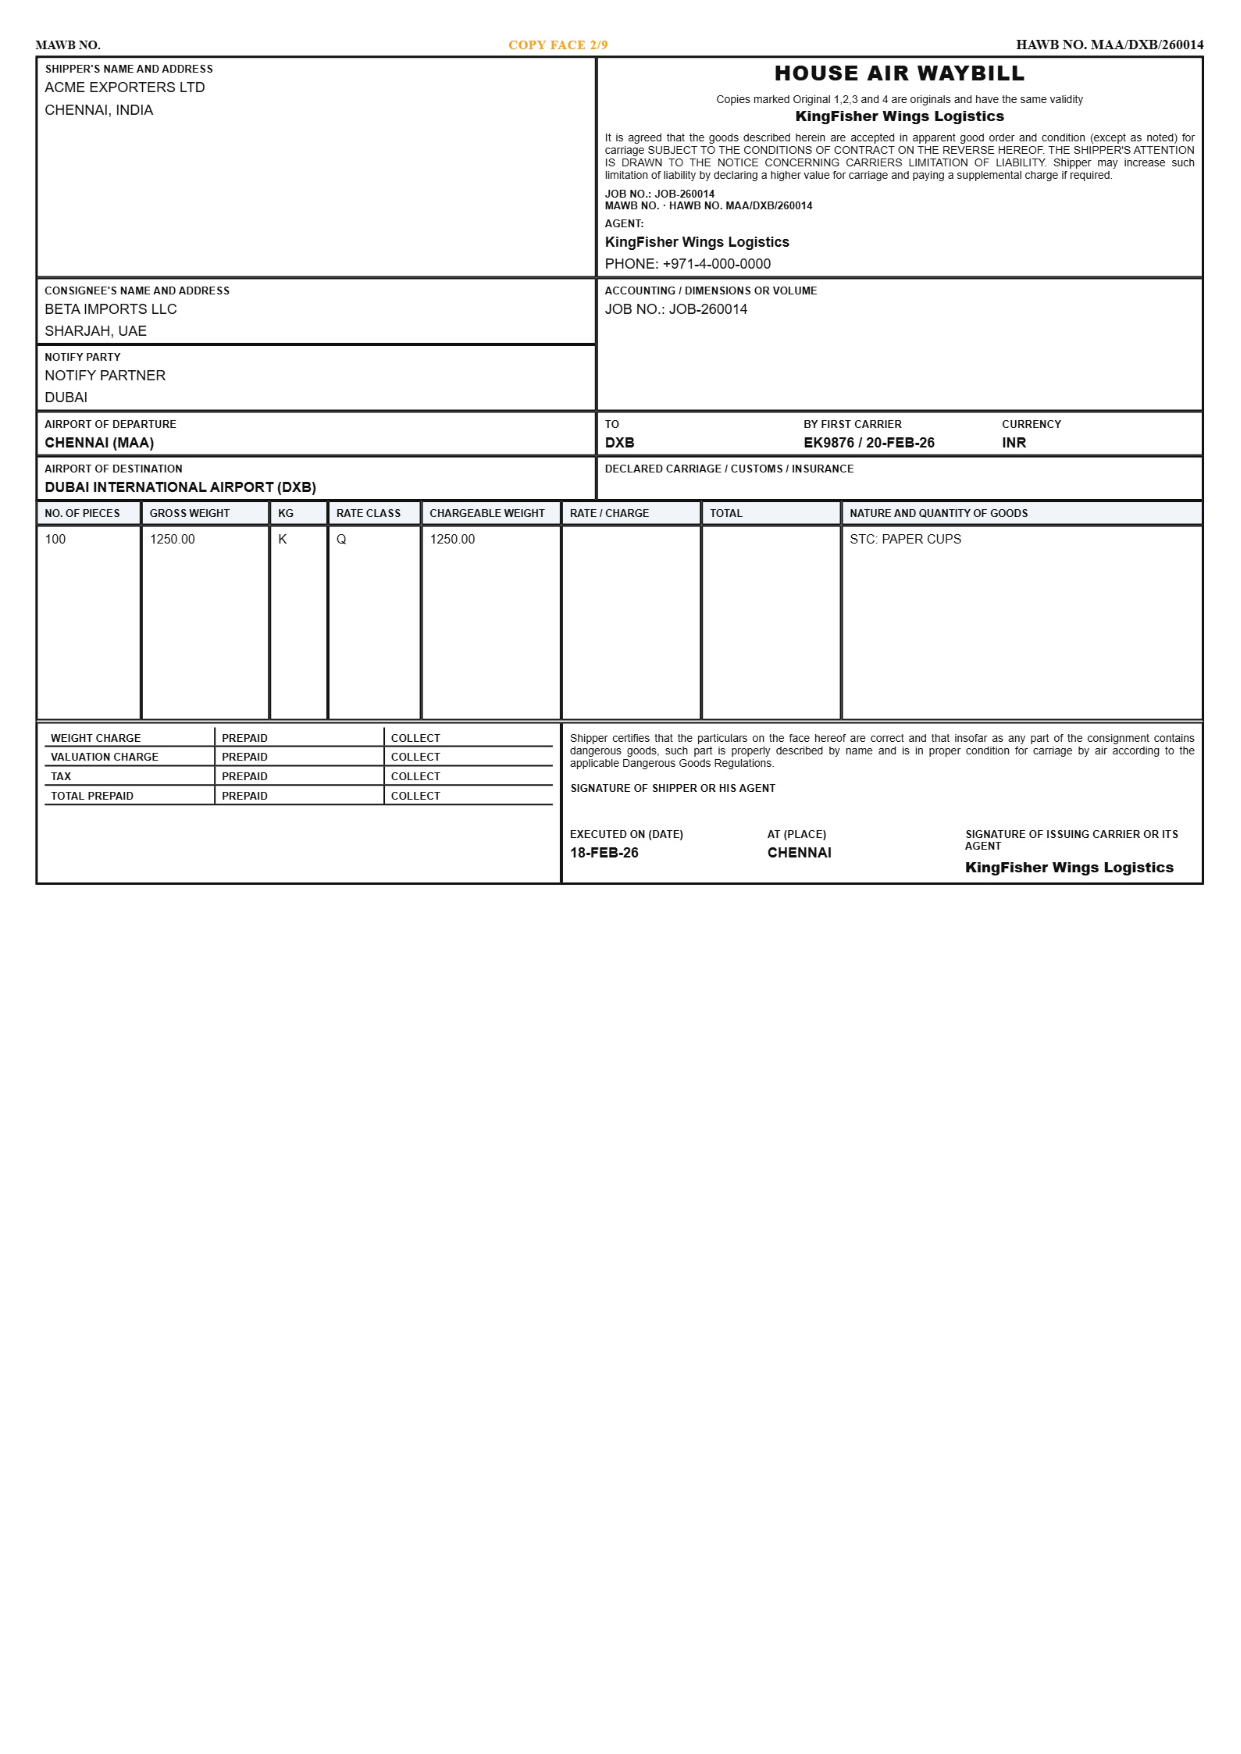 MAWB NO. COPY FACE 2/9 HAWB NO. MAA/DXB/260014
SHIPPER'S NAME AND ADDRESS
ACME EXPORTERS LTD
CHENNAI, INDIA
HOUSE AIR WAYBILL
Copies marked Original 1,2,3 and 4 are originals and have the same validity
KingFisher Wings Logistics
It is agreed that the goods described herein are accepted in apparent good order and condition (except as noted) for
carriage SUBJECT TO THE CONDITIONS OF CONTRACT ON THE REVERSE HEREOF. THE SHIPPER'S ATTENTION
IS DRAWN TO THE NOTICE CONCERNING CARRIERS LIMITATION OF LIABILITY. Shipper may increase such
limitation of liability by declaring a higher value for carriage and paying a supplemental charge if required.
JOB NO.: JOB-260014
MAWB NO. · HAWB NO. MAA/DXB/260014
AGENT:
KingFisher Wings Logistics
PHONE: +971-4-000-0000
CONSIGNEE'S NAME AND ADDRESS
BETA IMPORTS LLC
SHARJAH, UAE
ACCOUNTING / DIMENSIONS OR VOLUME
JOB NO.: JOB-260014
NOTIFY PARTY
NOTIFY PARTNER
DUBAI
AIRPORT OF DEPARTURE
CHENNAI (MAA)
TO BY FIRST CARRIER CURRENCY
DXB EK9876 / 20-FEB-26 INR
AIRPORT OF DESTINATION
DUBAI INTERNATIONAL AIRPORT (DXB)
DECLARED CARRIAGE / CUSTOMS / INSURANCE
NO. OF PIECES GROSS WEIGHT KG RATE CLASS CHARGEABLE WEIGHT RATE / CHARGE TOTAL NATURE AND QUANTITY OF GOODS
100 1250.00 K Q 1250.00 STC: PAPER CUPS
WEIGHT CHARGE PREPAID COLLECT
VALUATION CHARGE PREPAID COLLECT
TAX PREPAID COLLECT
TOTAL PREPAID PREPAID COLLECT
Shipper certifies that the particulars on the face hereof are correct and that insofar as any part of the consignment contains
dangerous goods, such part is properly described by name and is in proper condition for carriage by air according to the
applicable Dangerous Goods Regulations.
SIGNATURE OF SHIPPER OR HIS AGENT
EXECUTED ON (DATE) AT (PLACE) SIGNATURE OF ISSUING CARRIER OR ITS
AGENT
18-FEB-26 CHENNAI
KingFisher Wings Logistics